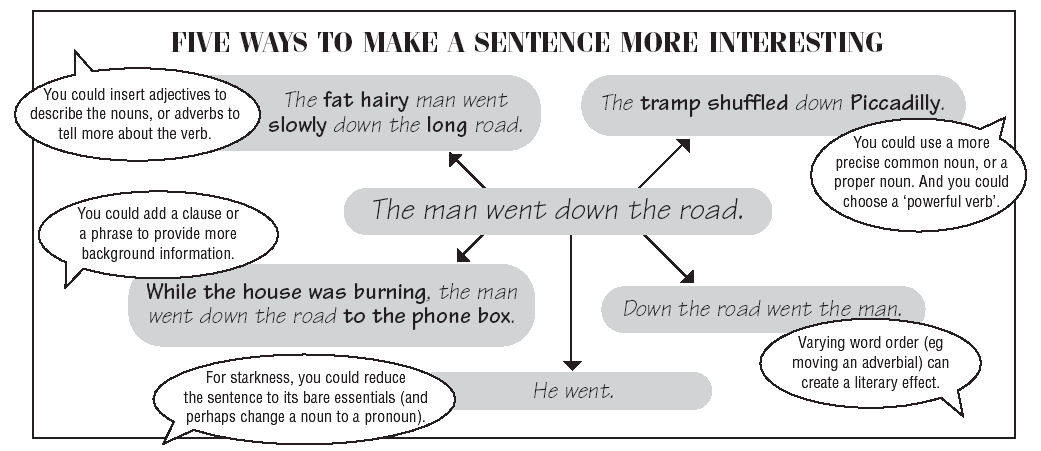 FIVE WAYS TO MAKE A SENTENCE MORE INTERESTING
You could insert adjectives to
describe the nouns, or adverbs to
tell more about the verb.
The fat hairy man went
slowly down the long road.
The tramp shuffled down Piccadilly.
You could use a more
precise common noun, or a
proper noun. And you could
choose a ‘powerful verb’.
The man went down the road.
You could add a clause or
a phrase to provide more
background information.
While the house was burning, the man
went down the road to the phone box.
Down the road went the man.
Varying word order (eg
moving an adverbial) can
create a literary effect.
For starkness, you could reduce
the sentence to its bare essentials (and
perhaps change a noun to a pronoun).
He went.